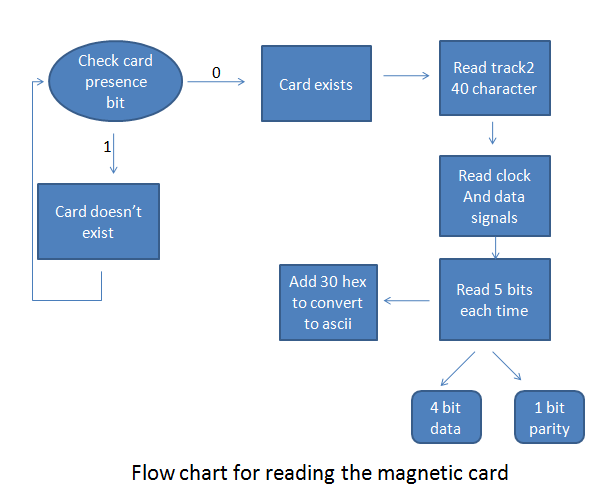 Check card
presence
bit
0
Card exists
Read track2
40 character
1
Card doesn't
exist
Read clock
And data
signals
Read 5 bits
each time
Add 30 hex
to convert
to ascii
4 bit
data
1 bit
parity
Flow chart for reading the magnetic card